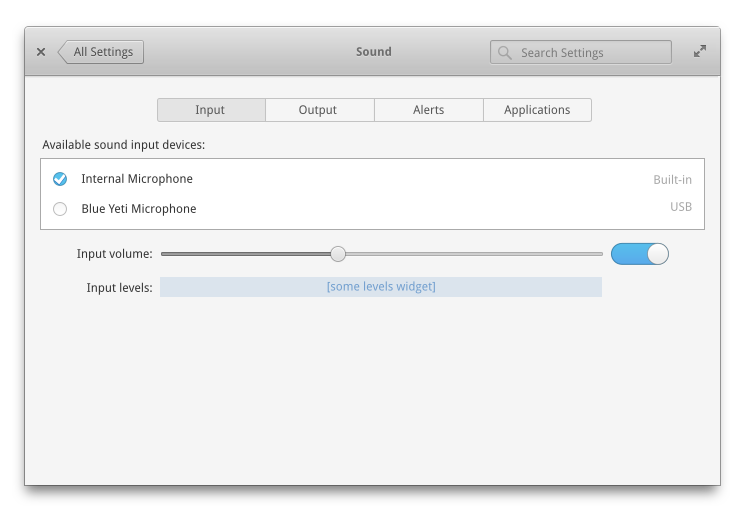 All Settings Sound Search Settings
Input Output Alerts Applications
Available sound input devices:
Internal Microphone Built-in
Blue Yeti Microphone USB
Input volume:
Input levels: [some levels widget]